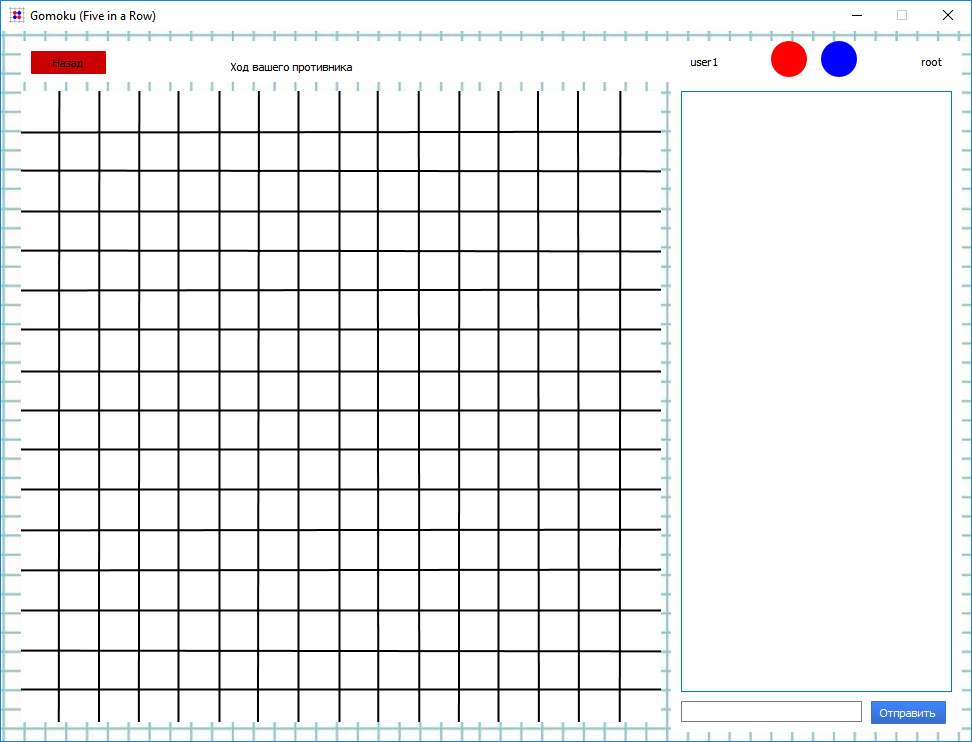 Gomoku (Five in a Row)
Назад
Ход вашего противника
user1
root
Отправить